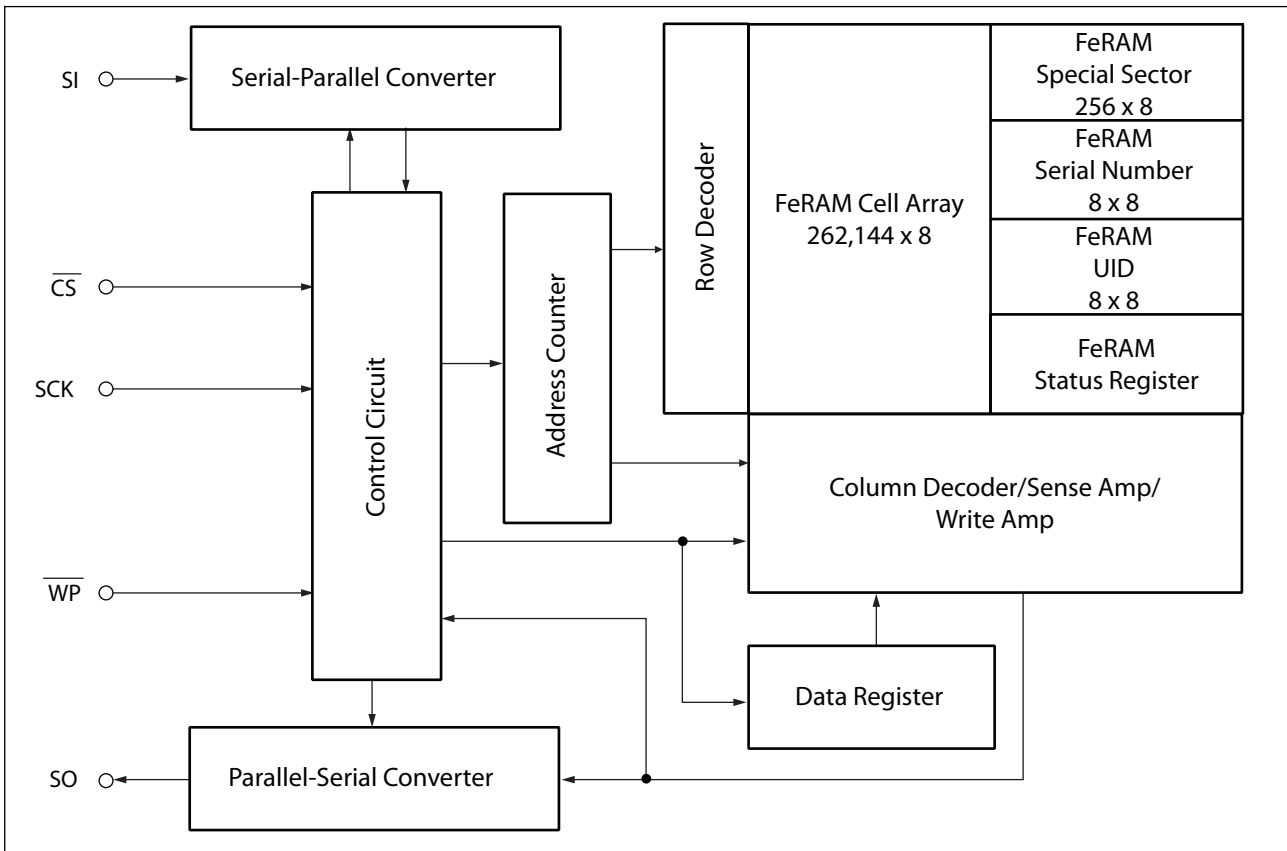 SI
Serial-Parallel Converter
FeRAM
Special Sector
256 x 8
FeRAM
Serial Number
8 x 8
FeRAM
UID
8 x 8
FeRAM
Status Register
Row Decoder
FeRAM Cell Array
262,144 x 8
C̅S̅
SCK
Control Circuit
Address Counter
Column Decoder/Sense Amp/
Write Amp
W̅P̅
Data Register
SO
Parallel-Serial Converter